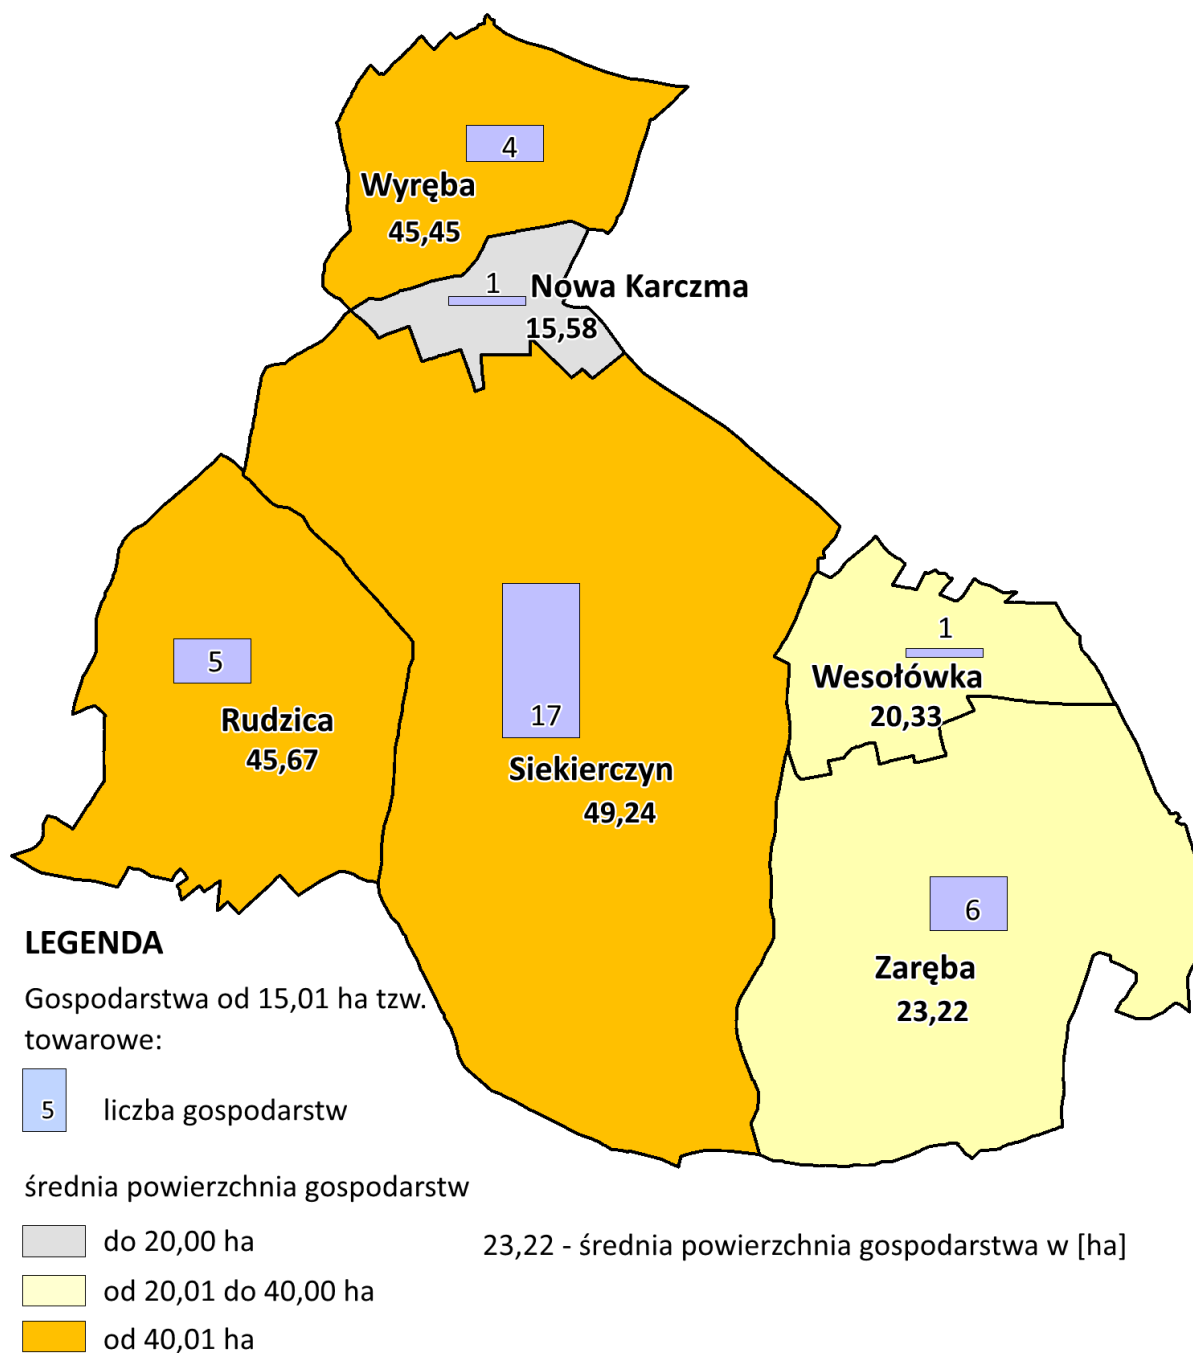 4
Wyręba
45,45
1
Nowa Karczma
15,58
1
Wesołówka
20,33
5
Rudzica
45,67
17
Siekierczyn
49,24
6
Zaręba
23,22
LEGENDA
Gospodarstwa od 15,01 ha tzw.
towarowe:
5 liczba gospodarstw
średnia powierzchnia gospodarstw
do 20,00 ha
23,22 - średnia powierzchnia gospodarstwa w [ha]
od 20,01 do 40,00 ha
od 40,01 ha